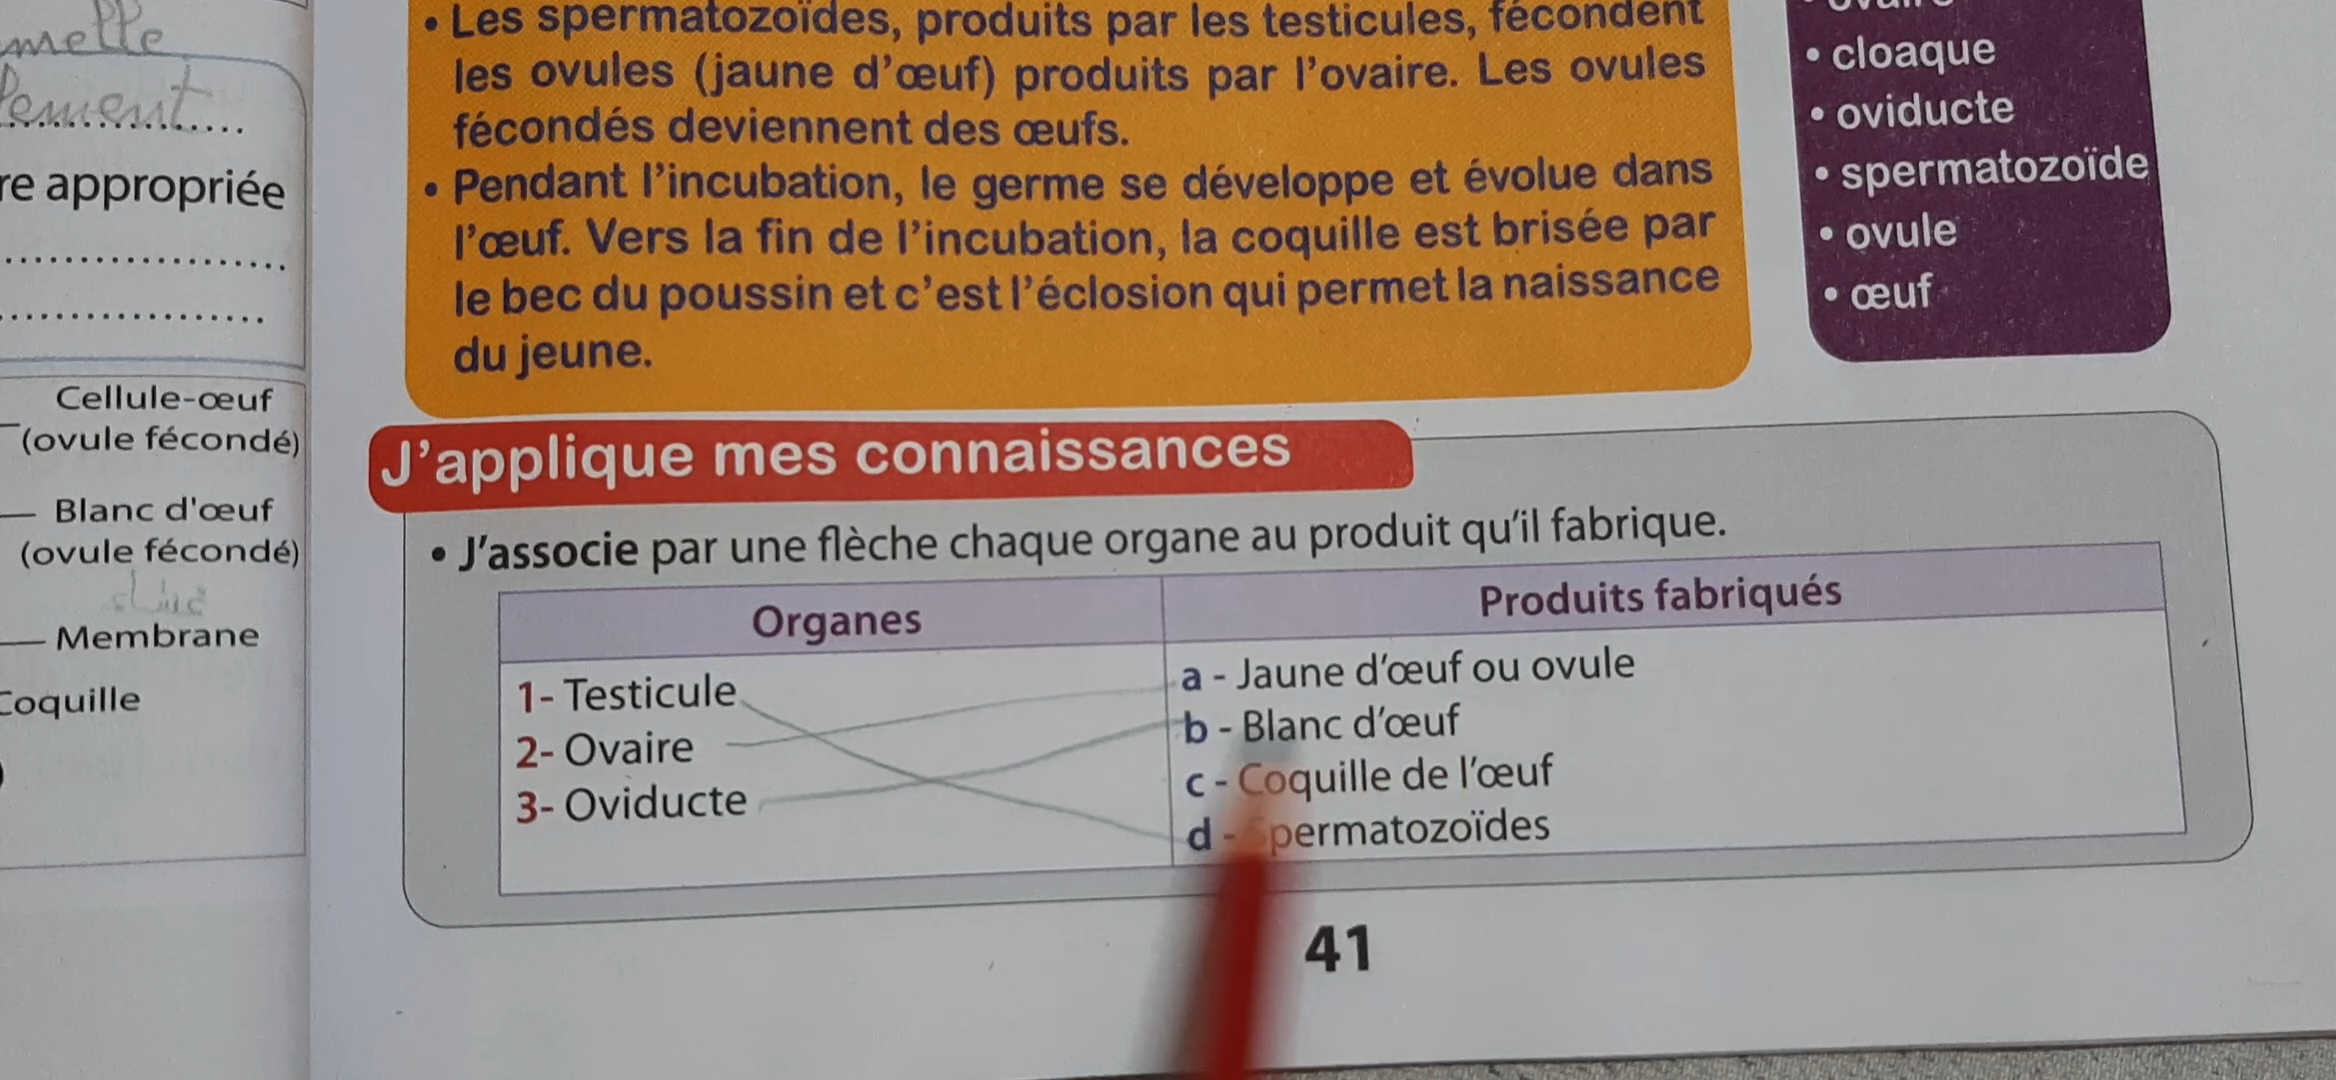 melle
lement
re appropriée
Cellule-œuf
(ovule fécondé)
Blanc d'œuf
(ovule fécondé)
Membrane
Coquille
• Les spermatozoïdes, produits par les testicules, fécondent
les ovules (jaune d'œuf) produits par l'ovaire. Les ovules
fécondés deviennent des œufs.
• Pendant l'incubation, le germe se développe et évolue dans
l'œuf. Vers la fin de l'incubation, la coquille est brisée par
le bec du poussin et c'est l'éclosion qui permet la naissance
du jeune.
• cloaque
• oviducte
• spermatozoïde
• ovule
• œuf
J'applique mes connaissances
• J'associe par une flèche chaque organe au produit qu'il fabrique.
Organes
Produits fabriqués
1- Testicule
2- Ovaire
3- Oviducte
a - Jaune d'œuf ou ovule
b - Blanc d'œuf
c - Coquille de l'œuf
d - Spermatozoïdes
41